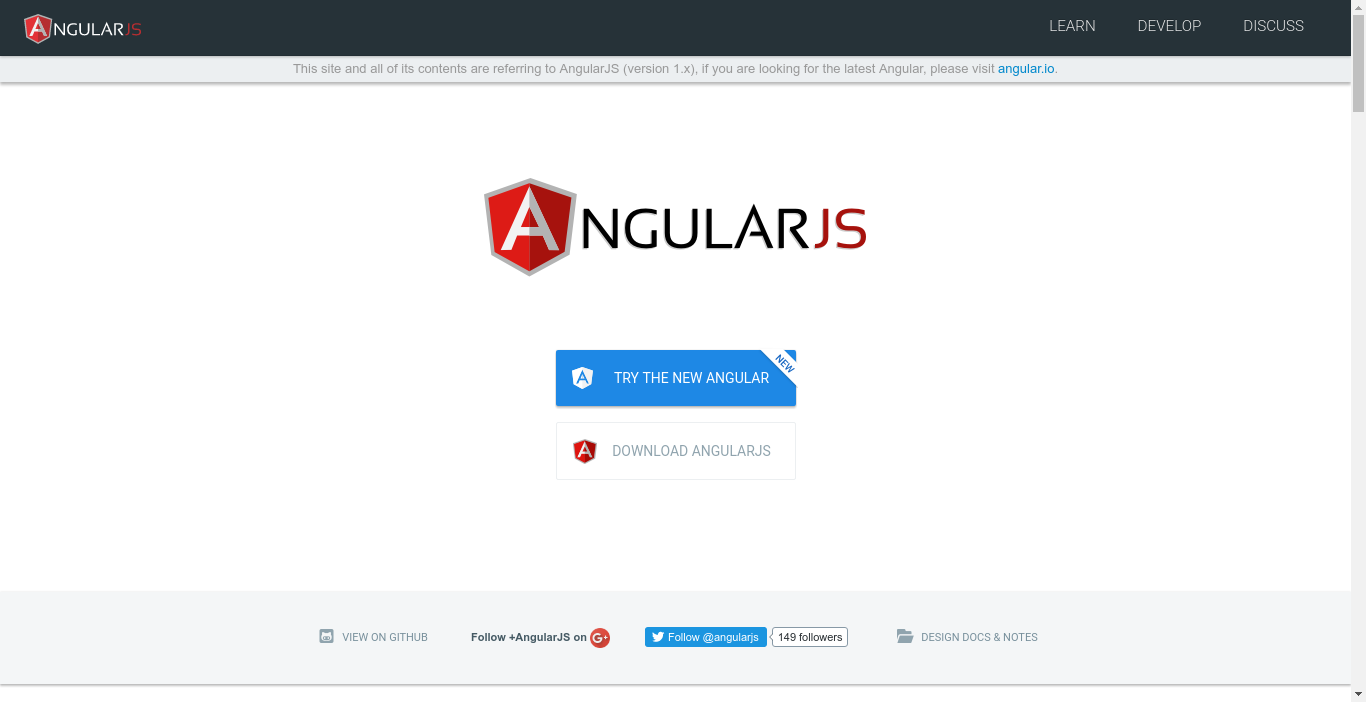 ANGULARJS
LEARN DEVELOP DISCUSS
This site and all of its contents are referring to AngularJS (version 1.x), if you are looking for the latest Angular, please visit angular.io.
ANGULARJS
TRY THE NEW ANGULAR NEW
DOWNLOAD ANGULARJS
VIEW ON GITHUB Follow +AngularJS on G+ Follow @angularjs 149 followers DESIGN DOCS & NOTES